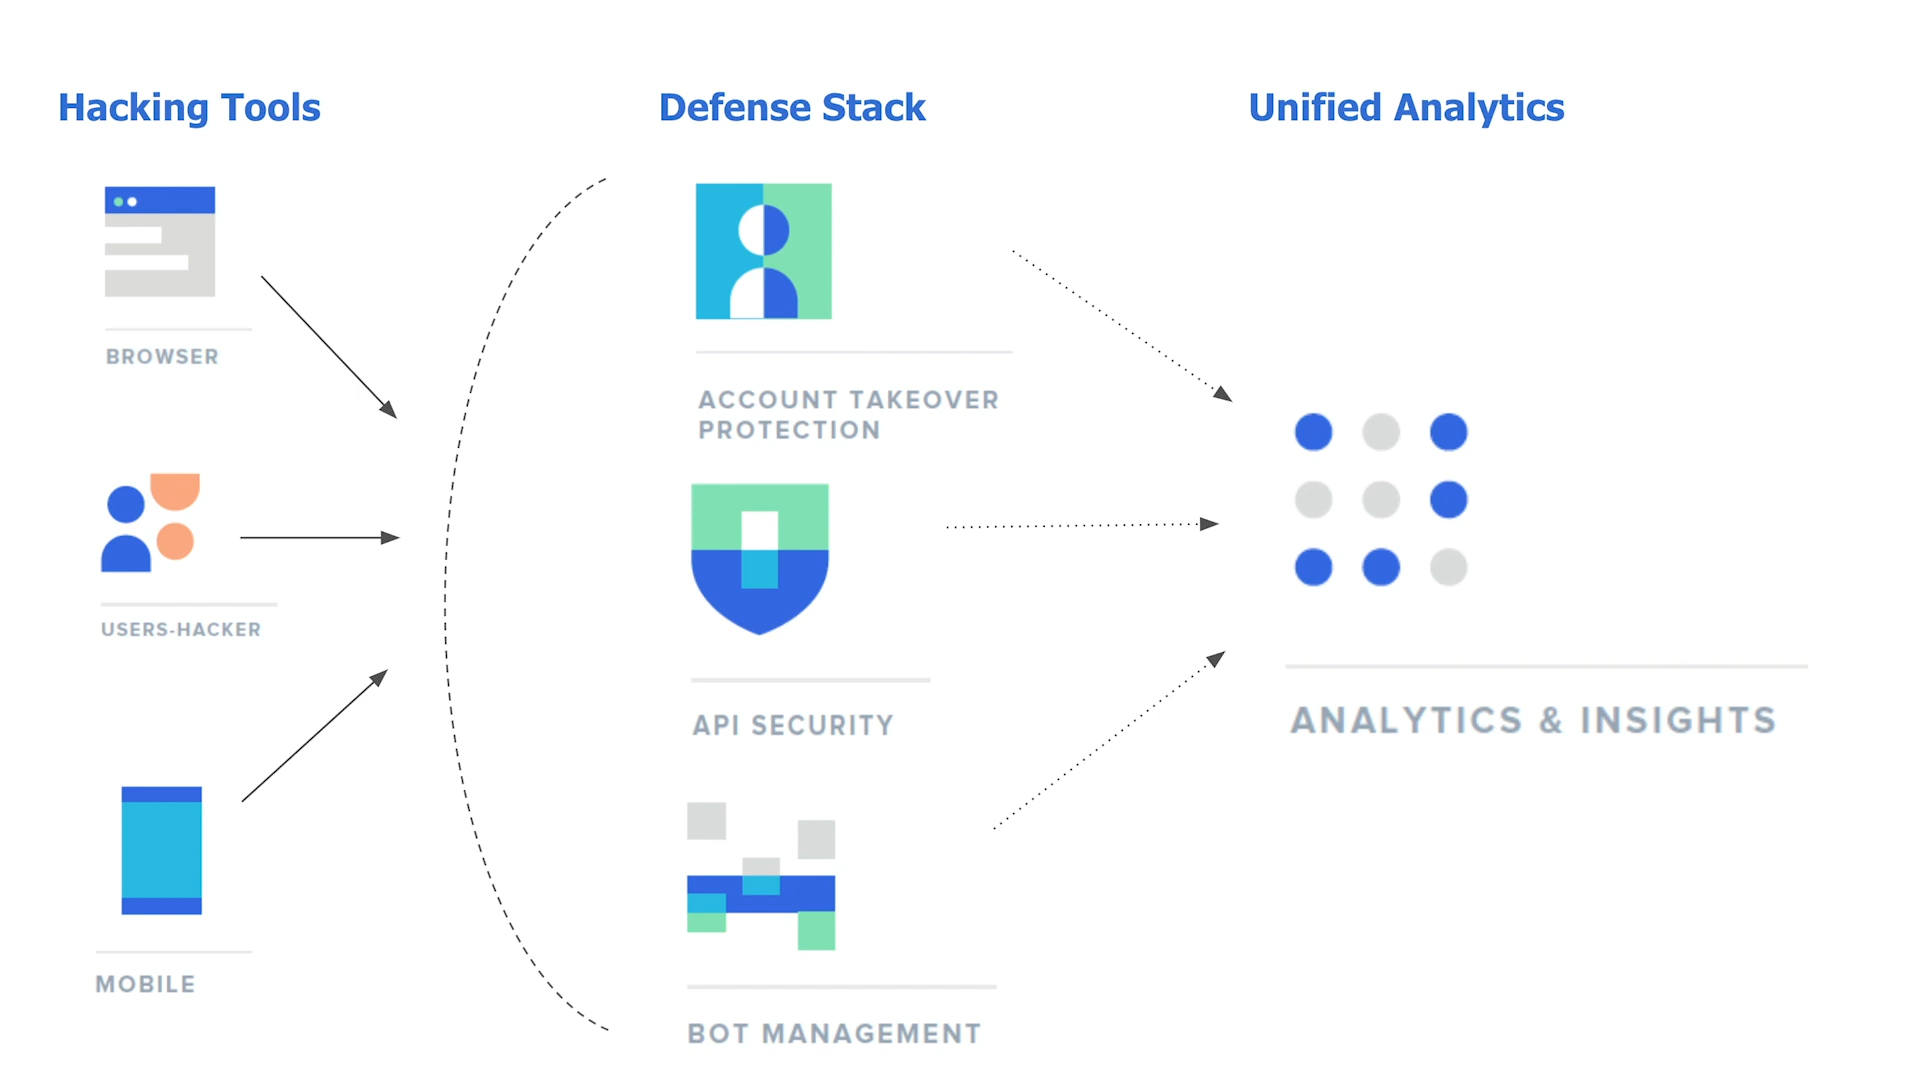 Hacking Tools
BROWSER
USERS-HACKER
MOBILE
Defense Stack
ACCOUNT TAKEOVER
PROTECTION
API SECURITY
BOT MANAGEMENT
Unified Analytics
ANALYTICS & INSIGHTS